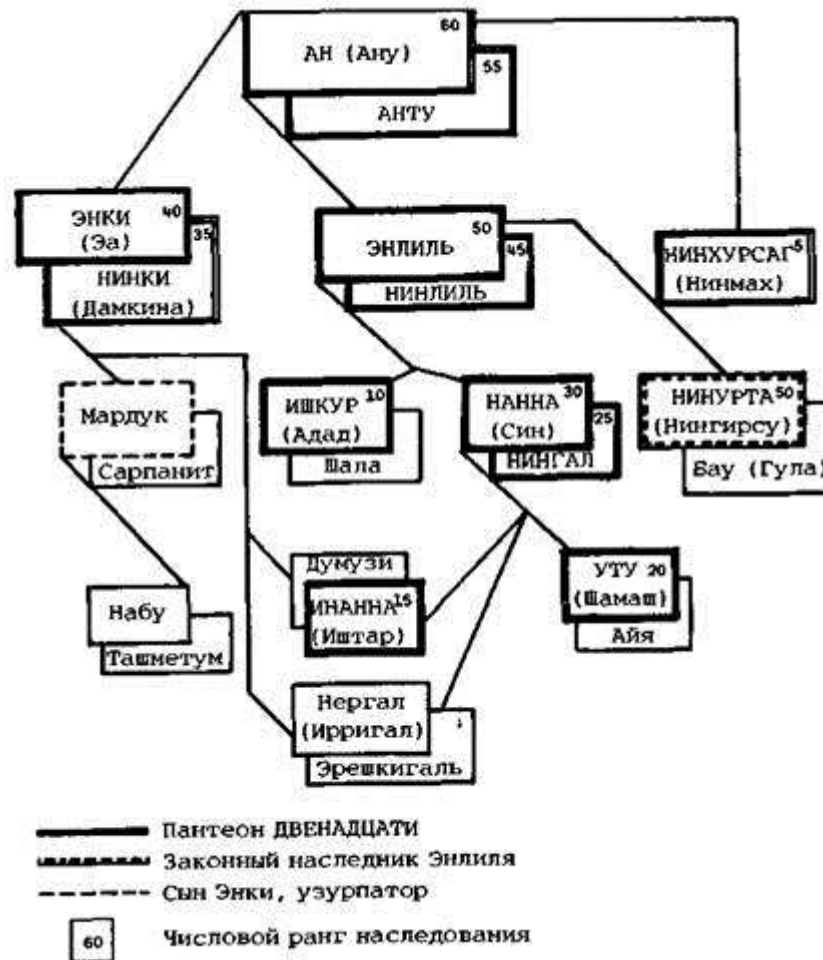 60
АН (Ану)
55
АНТУ
ЭНКИ 40
(Эа)
35
НИНКИ
(Дамкина)
ЭНЛИЛЬ 50
45
НИНЛИЛЬ
НИНХУРСАГ 5
(Нинмах)
Мардук
Сарпанит
ИШКУР 10
(Адад)
Шала
НАННА 30
(Син)
25
НИНГАЛ
НИНУРТА 50
(Нингирсу)
Бау (Гула)
Набу
Ташметум
Думузи
ИНАННА 15
(Иштар)
УТУ 20
(Шамаш)
Айя
Нергал
(Ирригал)
Эрешкигаль
Пантеон ДВЕНАДЦАТИ
Законный наследник Энлиля
Сын Энки, узурпатор
60 Числовой ранг наследования